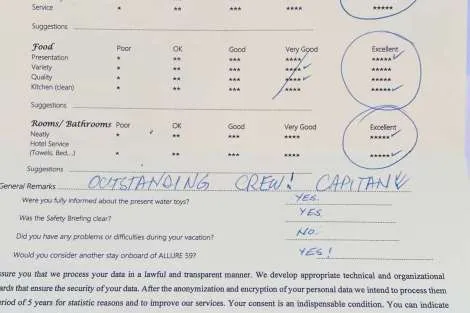 Service * ** *** **** *****
Suggestions
Food Poor OK Good Very Good Excellent
Presentation * ** *** **** *****
Variety * ** *** **** *****
Quality * ** *** **** *****
Kitchen (clean) * ** *** **** *****
Suggestions
Rooms/ Bathrooms Poor OK Good Very Good Excellent
Neatly * ** *** **** *****
Hotel Service
(Towels, Bed...) * ** *** **** *****
Suggestions
General Remarks OUTSTANDING CREW! CAPITAN
Were you fully informed about the present water toys? YES.
Was the Safety Briefing clear? YES
Did you have any problems or difficulties during your vacation? NO.
Would you consider another stay onboard of ALLURE 59? YES!
sure you that we process your data in a lawful and transparent manner. We develop appropriate technical and organizational
ards that ensure the security of your data. After the anonymization and encryption of your personal data we intend to process them
eriod of 5 years for statistic reasons and to improve our services. Your consent is an indispensable condition. You can indicate